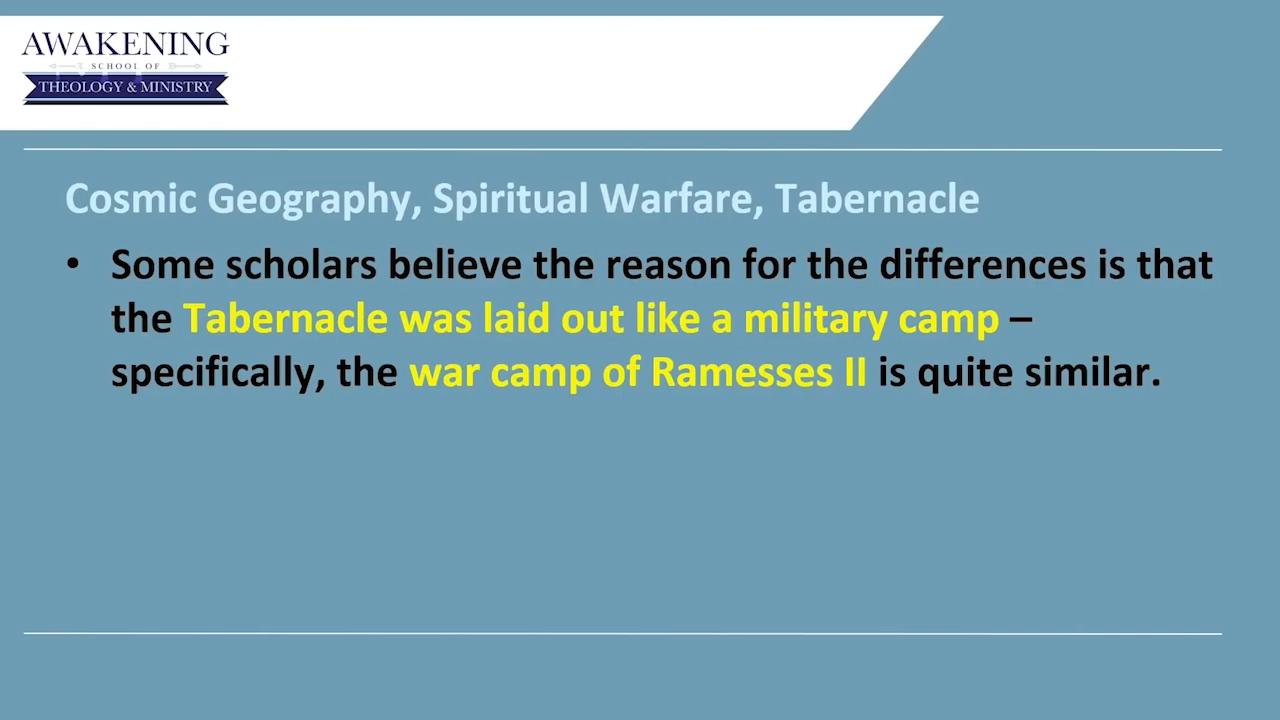 AWAKENING
SCHOOL OF
THEOLOGY & MINISTRY
Cosmic Geography, Spiritual Warfare, Tabernacle
• Some scholars believe the reason for the differences is that
the Tabernacle was laid out like a military camp –
specifically, the war camp of Ramesses II is quite similar.